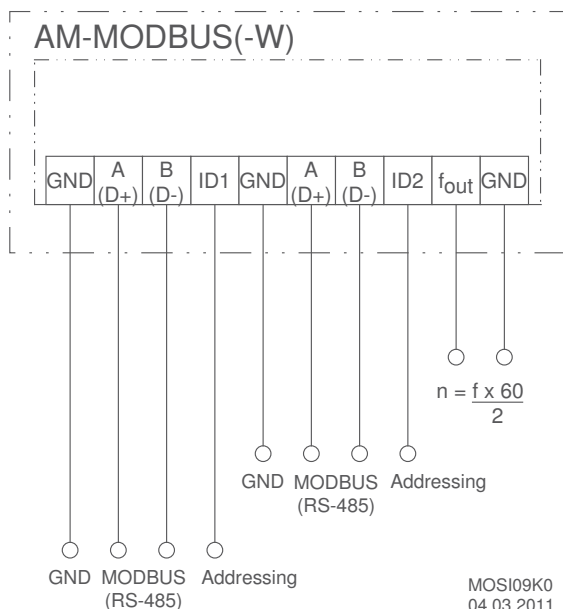 AM-MODBUS(-W)
GND A (D+) B (D-) ID1 GND A (D+) B (D-) ID2 fout GND
n = f x 60
2
GND MODBUS Addressing
(RS-485)
GND MODBUS Addressing
(RS-485)
MOSI09K0
04.03.2011